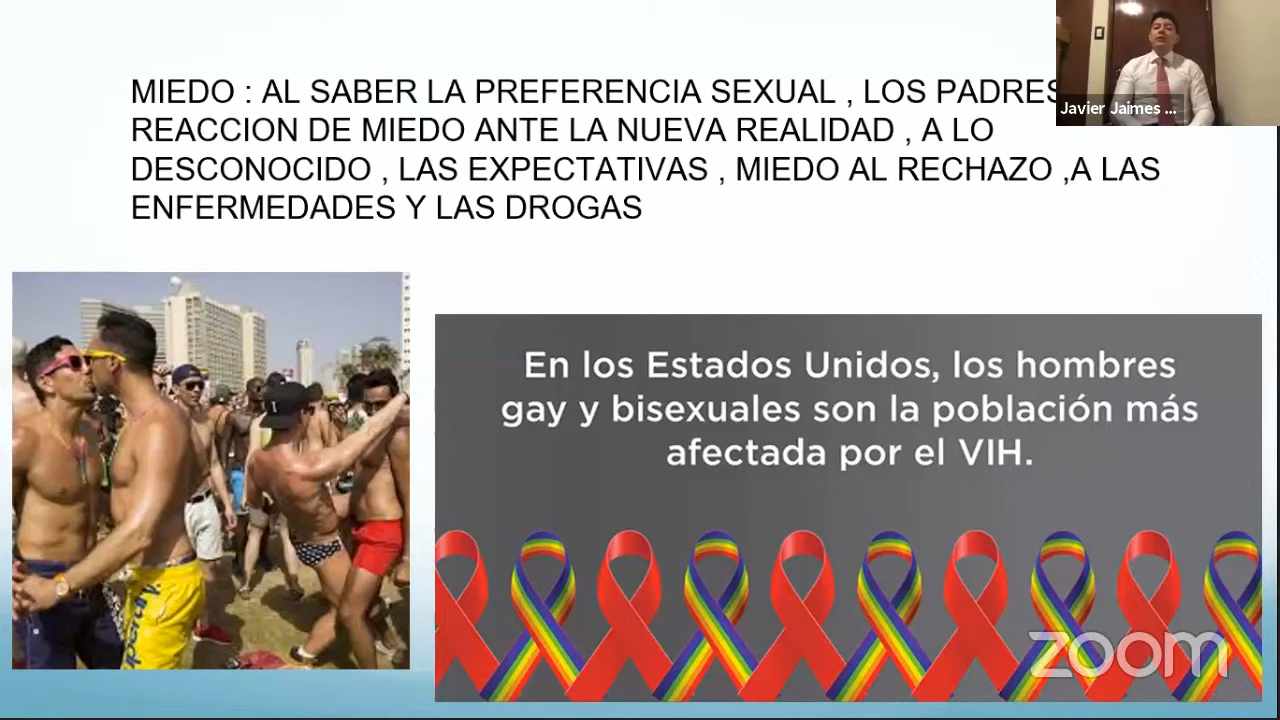 MIEDO : AL SABER LA PREFERENCIA SEXUAL , LOS PADRES
REACCION DE MIEDO ANTE LA NUEVA REALIDAD , A LO
DESCONOCIDO , LAS EXPECTATIVAS , MIEDO AL RECHAZO ,A LAS
ENFERMEDADES Y LAS DROGAS
Javier Jaimes ...
En los Estados Unidos, los hombres
gay y bisexuales son la población más
afectada por el VIH.
zoom